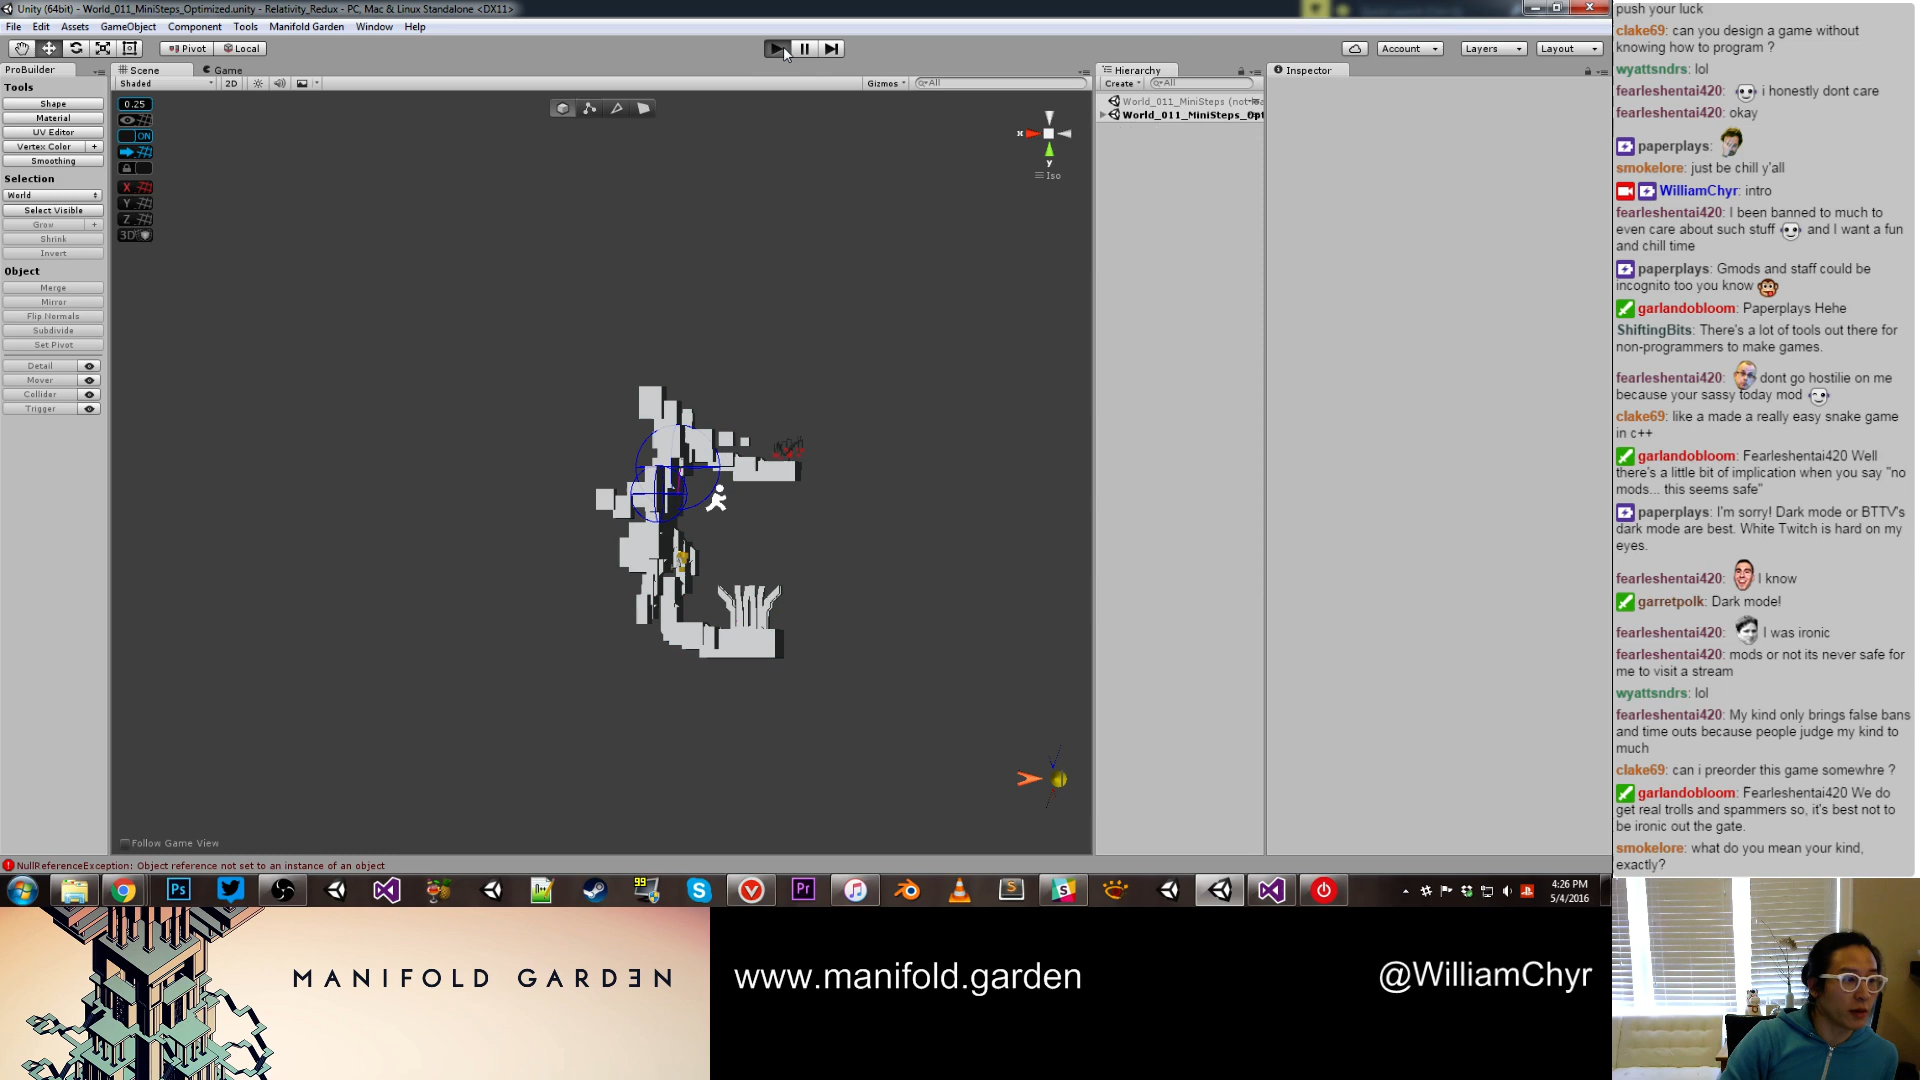 Unity (64bit) - World_011_MiniSteps_Optimized.unity - Relativity_Redux - PC, Mac & Linux Standalone <DX11>
File Edit Assets GameObject Component Tools Manifold Garden Window Help
Pivot Local
Account Layers Layout
ProBuilder
Scene
Game
Hierarchy
Inspector
Shaded 2D
Gizmos All
Create All
Tools
Shape
Material
UV Editor
Vertex Color +
Smoothing
Selection
World
Select Visible
Grow +
Shrink
Invert
Object
Merge
Mirror
Flip Normals
Subdivide
Set Pivot
Detail
Mover
Collider
Trigger
0.25
ON
X
Y
Z
3D
x
y
Iso
World_011_MiniSteps (not
World_011_MiniSteps_Opt
Follow Game View
NullReferenceException: Object reference not set to an instance of an object
4:26 PM
5/4/2016
99
push your luck
clake69: can you design a game without
knowing how to program ?
wyattsndrs: lol
fearleshentai420: i honestly dont care
fearleshentai420: okay
paperplays:
smokelore: just be chill y'all
WilliamChyr: intro
fearleshentai420: I been banned to much to
even care about such stuff and I want a fun
and chill time
paperplays: Gmods and staff could be
incognito too you know
garlandobloom: Paperplays Hehe
ShiftingBits: There's a lot of tools out there for
non-programmers to make games.
fearleshentai420: dont go hostilie on me
because your sassy today mod
clake69: like a made a really easy snake game
in c++
garlandobloom: Fearleshentai420 Well
there's a little bit of implication when you say "no
mods... this seems safe"
paperplays: I'm sorry! Dark mode or BTTV's
dark mode are best. White Twitch is hard on my
eyes.
fearleshentai420: I know
garretpolk: Dark mode!
fearleshentai420: I was ironic
fearleshentai420: mods or not its never safe for
me to visit a stream
wyattsndrs: lol
fearleshentai420: My kind only brings false bans
and time outs because people judge my kind to
much
clake69: can i preorder this game somewhre ?
garlandobloom: Fearleshentai420 We do
get real trolls and spammers so, it's best not to
be ironic out the gate.
smokelore: what do you mean your kind,
exactly?
MANIFOLD GARDƎN
www.manifold.garden
@WilliamChyr